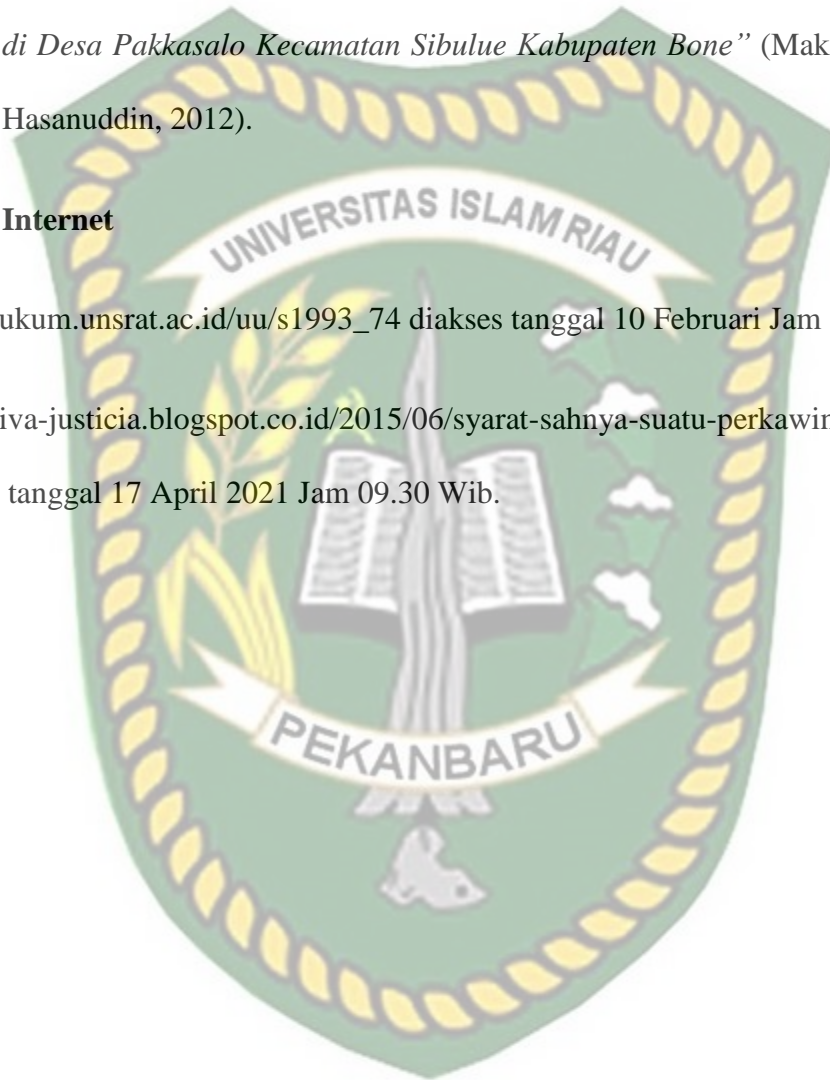 di Desa Pakkasalo Kecamatan Sibulue Kabupaten Bone” (Mak
Hasanuddin, 2012).
Internet
UNIVERSITAS ISLAM RIAU
ukum.unsrat.ac.id/uu/s1993_74 diakses tanggal 10 Februari Jam
iva-justicia.blogspot.co.id/2015/06/syarat-sahnya-suatu-perkawin
tanggal 17 April 2021 Jam 09.30 Wib.
PEKANBARU